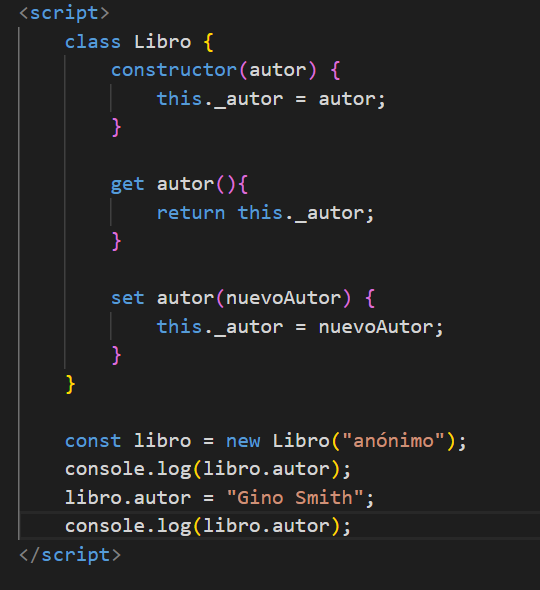 <script>
class Libro {
constructor(autor) {
this._autor = autor;
}
get autor(){
return this._autor;
}
set autor(nuevoAutor) {
this._autor = nuevoAutor;
}
}
const libro = new Libro("anónimo");
console.log(libro.autor);
libro.autor = "Gino Smith";
console.log(libro.autor);
</script>